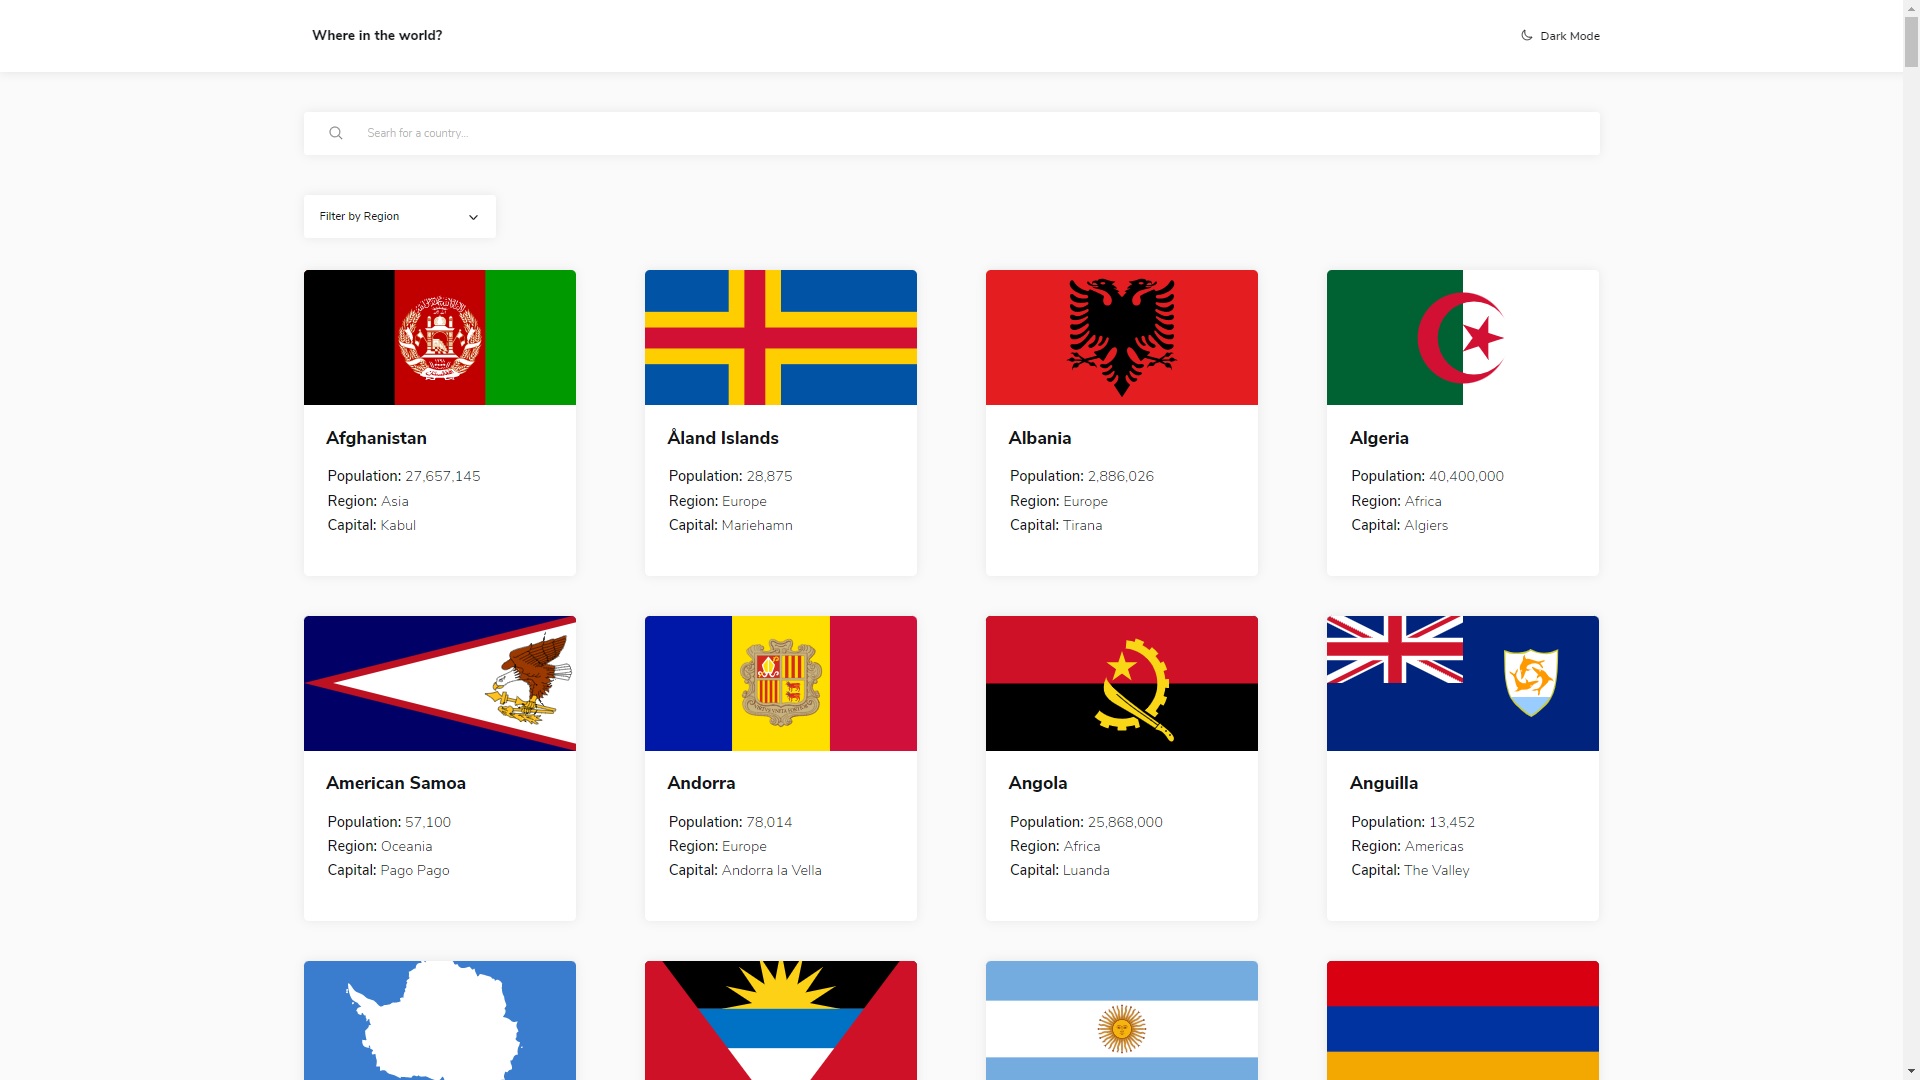 Where in the world?
Dark Mode
Searh for a country...
Filter by Region
Afghanistan
Population: 27,657,145
Region: Asia
Capital: Kabul
Åland Islands
Population: 28,875
Region: Europe
Capital: Mariehamn
Albania
Population: 2,886,026
Region: Europe
Capital: Tirana
Algeria
Population: 40,400,000
Region: Africa
Capital: Algiers
American Samoa
Population: 57,100
Region: Oceania
Capital: Pago Pago
Andorra
Population: 78,014
Region: Europe
Capital: Andorra la Vella
Angola
Population: 25,868,000
Region: Africa
Capital: Luanda
Anguilla
Population: 13,452
Region: Americas
Capital: The Valley